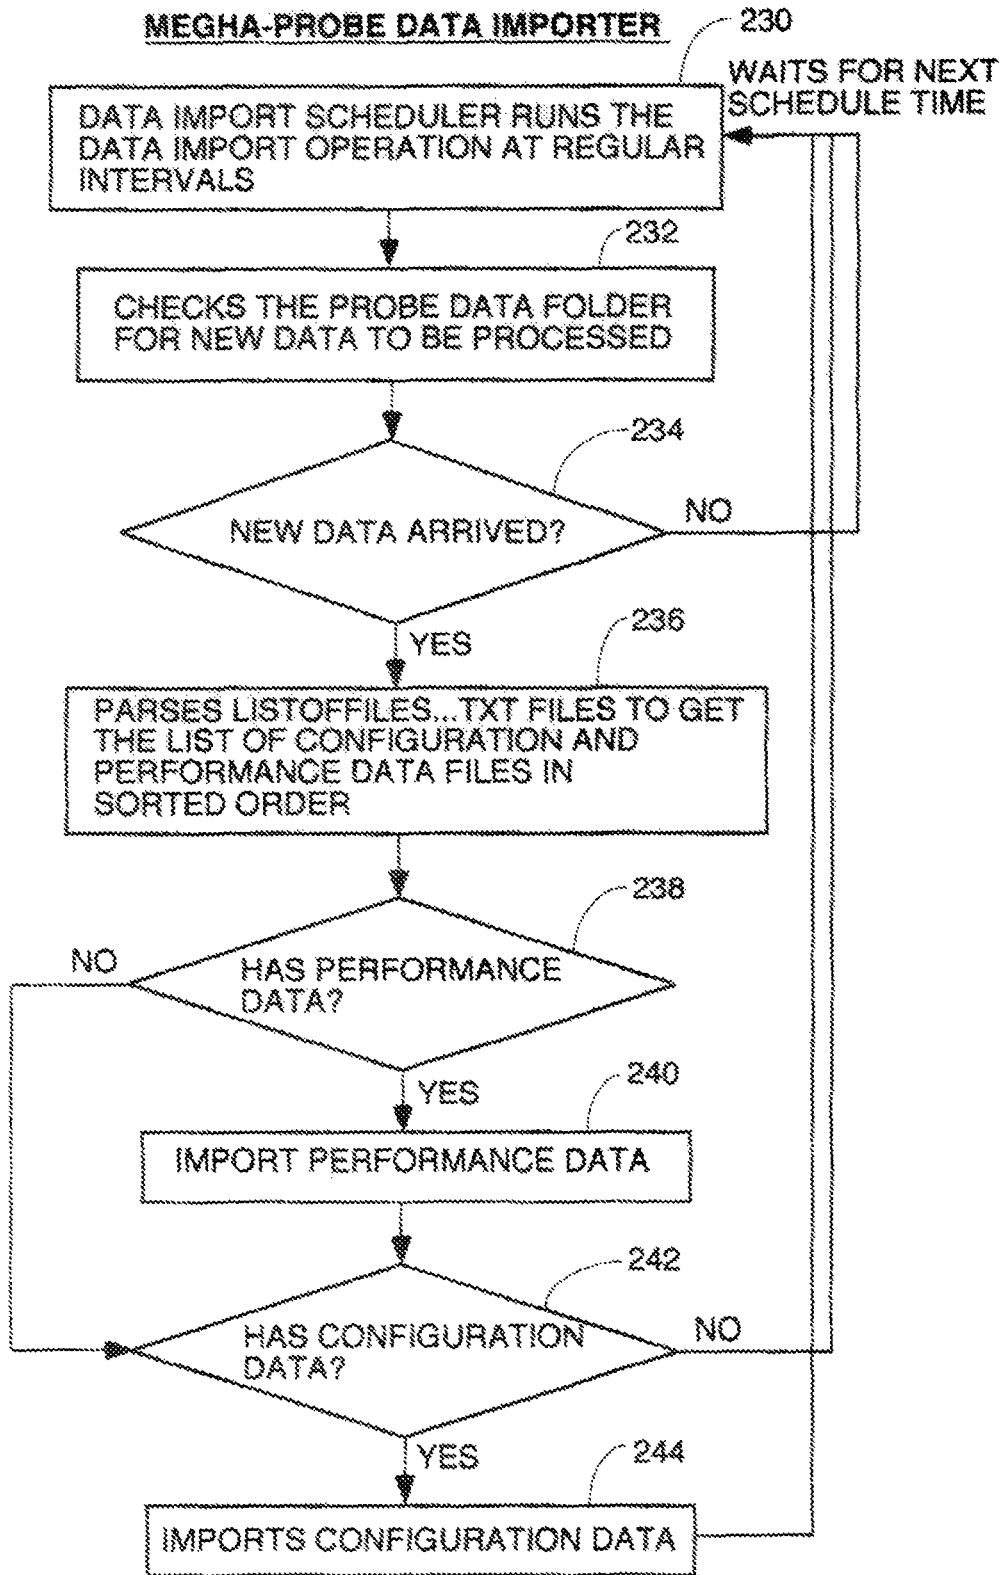 MEGHA-PROBE DATA IMPORTER
230
WAITS FOR NEXT
SCHEDULE TIME
DATA IMPORT SCHEDULER RUNS THE
DATA IMPORT OPERATION AT REGULAR
INTERVALS
232
CHECKS THE PROBE DATA FOLDER
FOR NEW DATA TO BE PROCESSED
234
NEW DATA ARRIVED?
NO
YES
236
PARSES LISTOFFILES...TXT FILES TO GET
THE LIST OF CONFIGURATION AND
PERFORMANCE DATA FILES IN
SORTED ORDER
238
NO
HAS PERFORMANCE
DATA?
YES
240
IMPORT PERFORMANCE DATA
242
HAS CONFIGURATION
DATA?
NO
YES
244
IMPORTS CONFIGURATION DATA